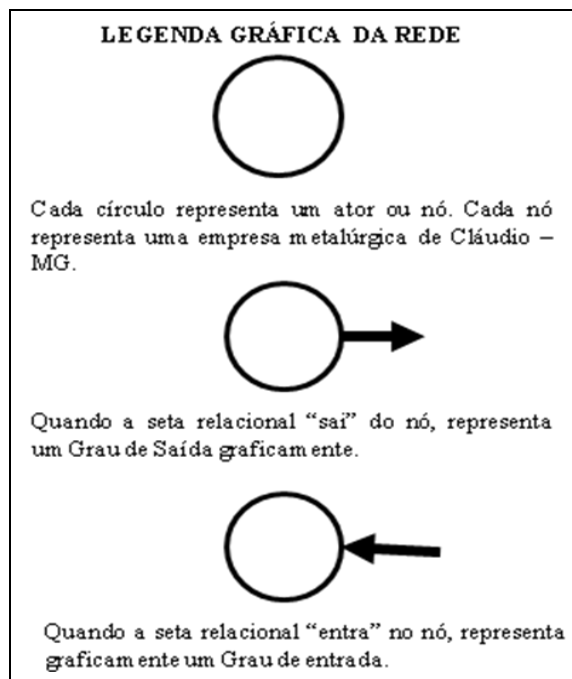 LEGENDA GRÁFICA DA REDE
Cada círculo representa um ator ou nó. Cada nó
representa uma empresa metalúrgica de Cláudio –
MG.
Quando a seta relacional “sai” do nó, representa
um Grau de Saída graficamente.
Quando a seta relacional “entra” no nó, representa
graficamente um Grau de entrada.